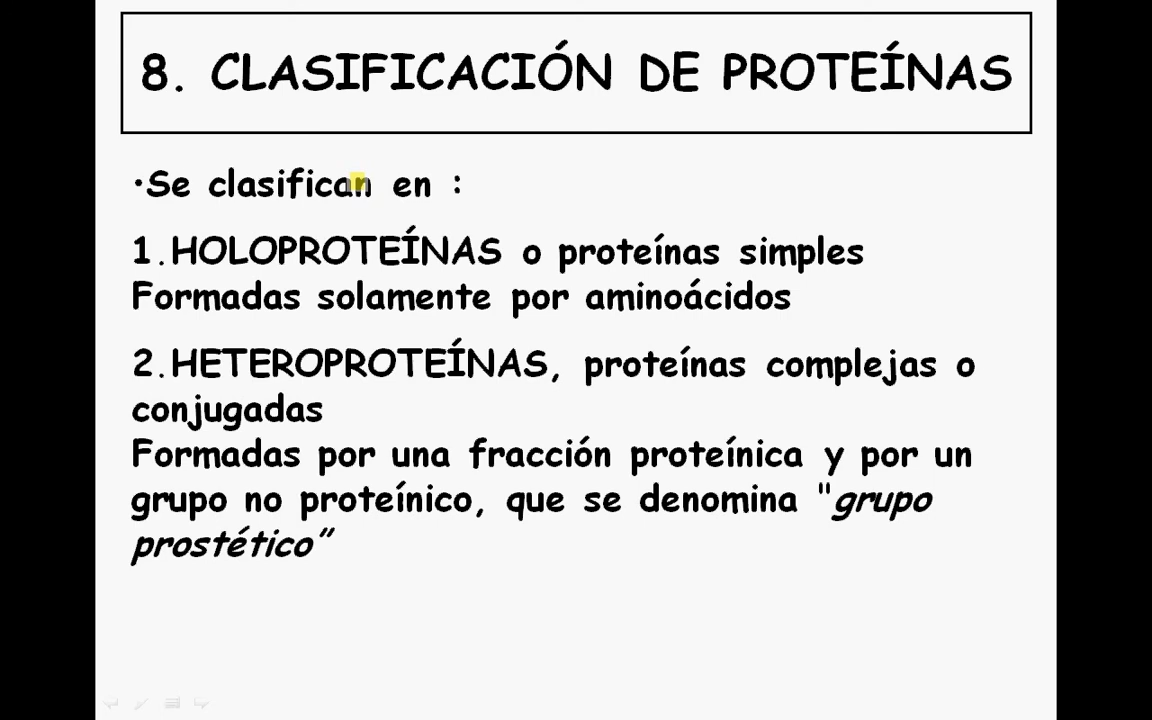 8. CLASIFICACIÓN DE PROTEÍNAS
•Se clasifican en :
1.HOLOPROTEÍNAS o proteínas simples
Formadas solamente por aminoácidos
2.HETEROPROTEÍNAS, proteínas complejas o
conjugadas
Formadas por una fracción proteínica y por un
grupo no proteínico, que se denomina "grupo
prostético”